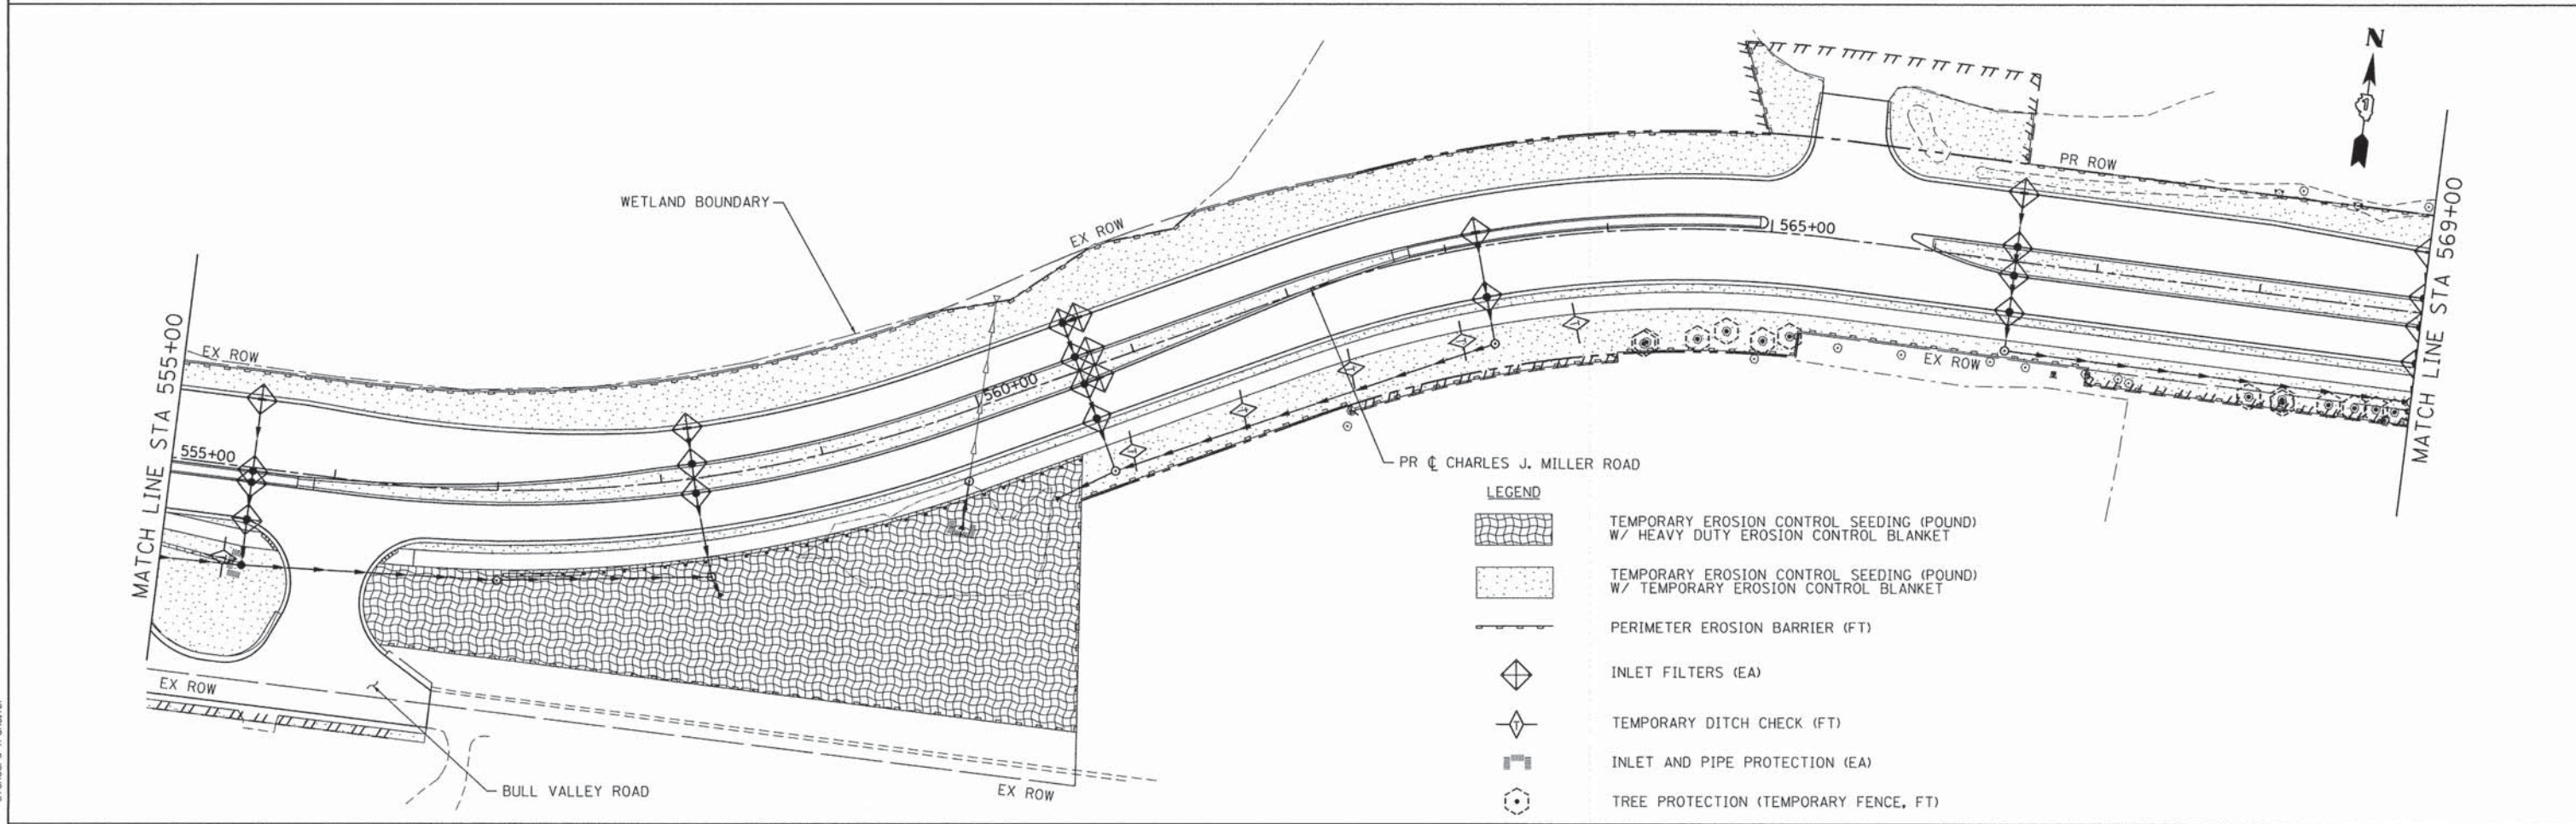 N
WETLAND BOUNDARY
EX ROW
PR ROW
565+00
MATCH LINE STA 569+00
MATCH LINE STA 555+00
EX ROW
560+00
EX ROW
555+00
PR ℄ CHARLES J. MILLER ROAD
LEGEND
TEMPORARY EROSION CONTROL SEEDING (POUND)
W/ HEAVY DUTY EROSION CONTROL BLANKET
TEMPORARY EROSION CONTROL SEEDING (POUND)
W/ TEMPORARY EROSION CONTROL BLANKET
PERIMETER EROSION BARRIER (FT)
INLET FILTERS (EA)
T
TEMPORARY DITCH CHECK (FT)
INLET AND PIPE PROTECTION (EA)
TREE PROTECTION (TEMPORARY FENCE, FT)
EX ROW
BULL VALLEY ROAD
EX ROW